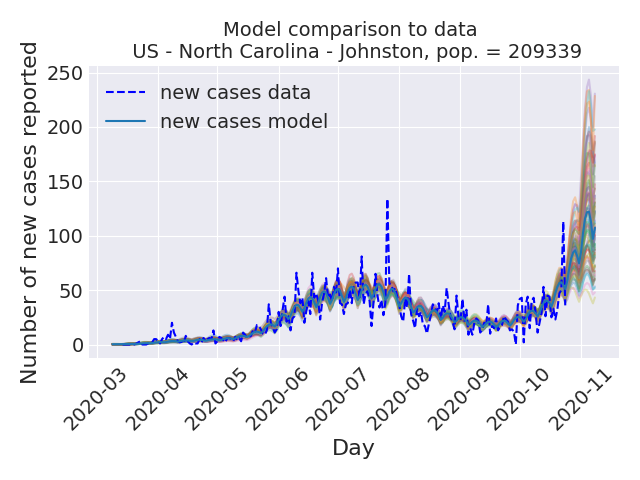 Model comparison to data
US - North Carolina - Johnston, pop. = 209339
Number of new cases reported
250
200
150
100
50
0
new cases data
new cases model
2020-03
2020-04
2020-05
2020-06
2020-07
2020-08
2020-09
2020-10
2020-11
Day